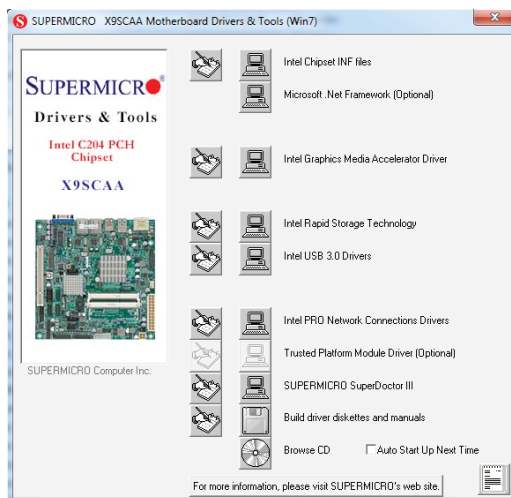 SUPERMICRO X9SCAA Motherboard Drivers & Tools (Win7)
SUPERMICRO®
Drivers & Tools
Intel C204 PCH
Chipset
X9SCAA
SUPERMICRO Computer Inc.
Intel Chipset INF files
Microsoft .Net Framework (Optional)
Intel Graphics Media Accelerator Driver
Intel Rapid Storage Technology
Intel USB 3.0 Drivers
Intel PRO Network Connections Drivers
Trusted Platform Module Driver (Optional)
SUPERMICRO SuperDoctor III
Build driver diskettes and manuals
Browse CD
Auto Start Up Next Time
For more information, please visit SUPERMICRO's web site.